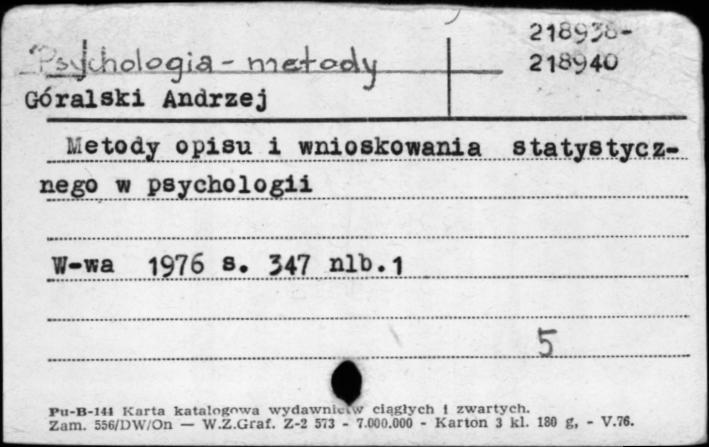 218938-
Psychologia - metody
218940
Góralski Andrzej
Metody opisu i wnioskowania statystycz-
nego w psychologii
W-wa 1976 s. 347 nlb.1
5
Pu-B-141 Karta katalogowa wydawnictw ciągłych i zwartych.
Zam. 556/DW/On — W.Z.Graf. Z-2 573 - 7.000.000 - Karton 3 kl. 180 g, - V.76.